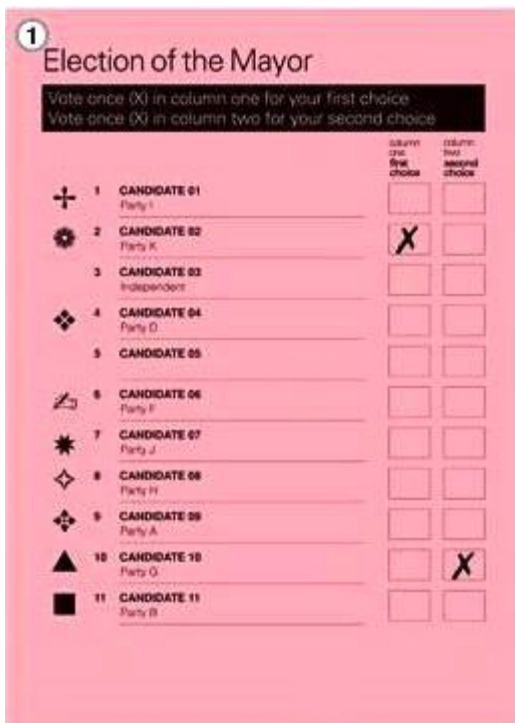 1
Election of the Mayor
Vote once (X) in column one for your first choice
Vote once (X) in column two for your second choice
column one first choice
column two second choice
1 CANDIDATE 01
Party I
2 CANDIDATE 02
Party K
X
3 CANDIDATE 03
Independent
4 CANDIDATE 04
Party D
5 CANDIDATE 05
6 CANDIDATE 06
Party F
7 CANDIDATE 07
Party J
8 CANDIDATE 08
Party H
9 CANDIDATE 09
Party A
10 CANDIDATE 10
Party G
X
11 CANDIDATE 11
Party B